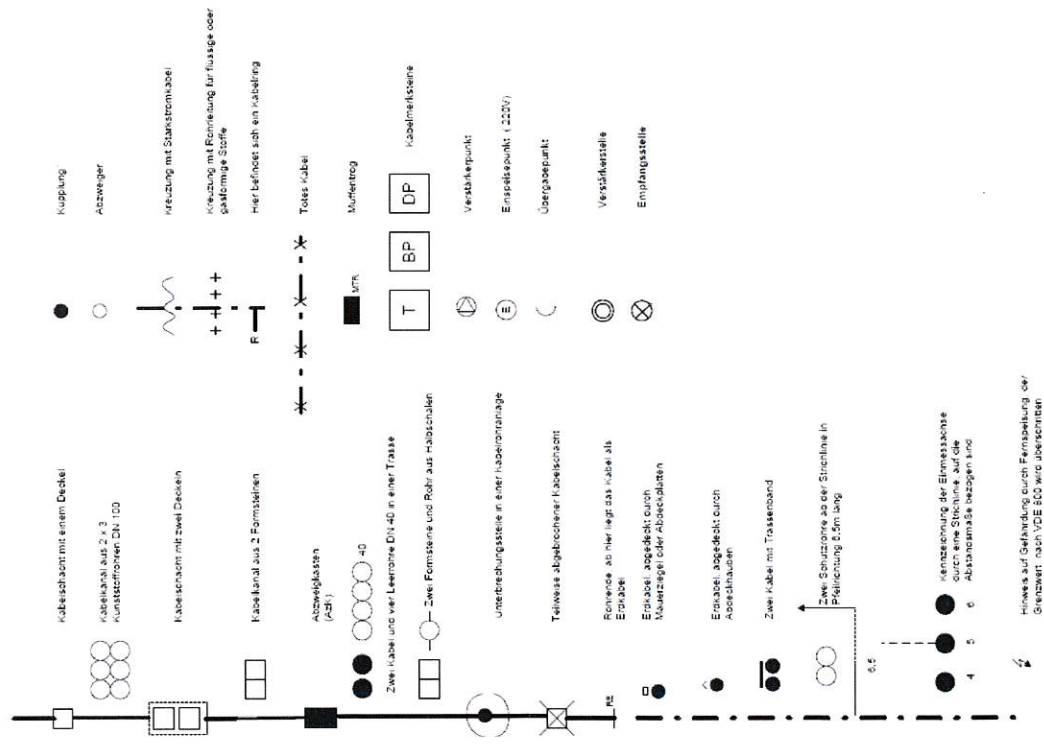 Kabelschacht mit einem Deckel
Kabelkanal aus 2 x 3
Kunststoffrohren DN 100
Kabelschacht mit zwei Deckeln
Kabelkanal aus 2 Formsteinen
Abzweigkasten
(AzK)
Zwei Kabel und vier Leerrohre DN 40 in einer Trasse
40
Zwei Formsteine und Rohr aus Halbschalen
Unterbrechungsstelle in einer Kabelrohranlage
Teilweise abgebrochener Kabelschacht
RE
Rohrende, ab hier liegt das Kabel als
Erdkabel
Erdkabel, abgedeckt durch
Mauerziegel oder Abdeckplatten
Erdkabel, abgedeckt durch
Abdeckhauben
Zwei Kabel mit Trassenband
Zwei Schutzrohre ab der Strichlinie in
Pfeilrichtung 6,5m lang
6,5
4 5 6
Kennzeichnung der Einmessachse
durch eine Strichlinie, auf die
Abstandsmaße bezogen sind
Hinweis auf Gefährdung durch Fernspeisung, der
Grenzwert nach VDE 800 wird überschritten
Kupplung
Abzweiger
Kreuzung mit Starkstromkabel
Kreuzung mit Rohrleitung für flüssige oder
gasförmige Stoffe
R
Hier befindet sich ein Kabelring
Totes Kabel
MTR
Muffentrog
T BP DP
Kabelmerksteine
Verstärkerpunkt
E
Einspeisepunkt ( 220V)
Übergabepunkt
Verstärkerstelle
Empfangsstelle